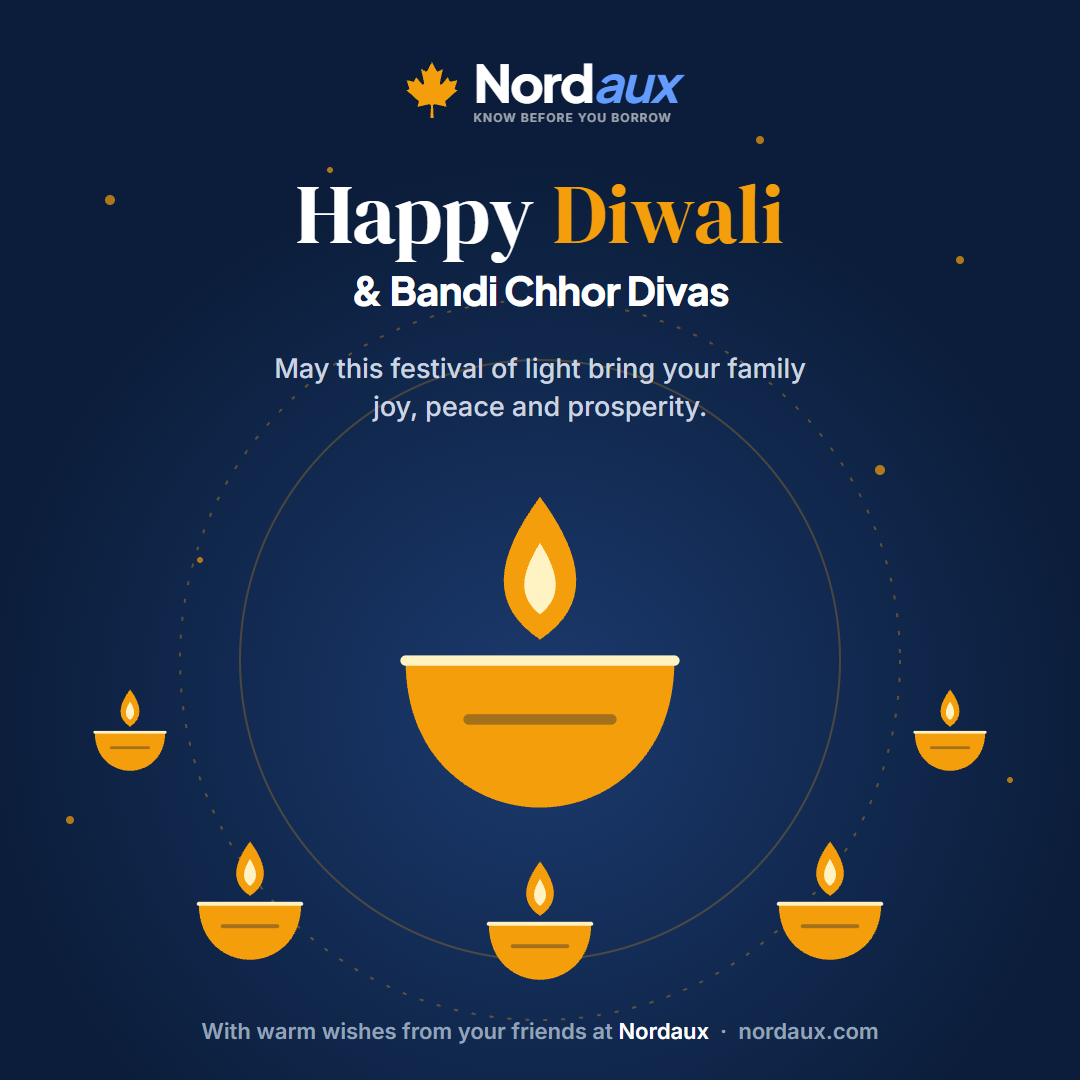 Nordaux
KNOW BEFORE YOU BORROW
Happy Diwali
& Bandi Chhor Divas
May this festival of light bring your family
joy, peace and prosperity.
With warm wishes from your friends at Nordaux · nordaux.com